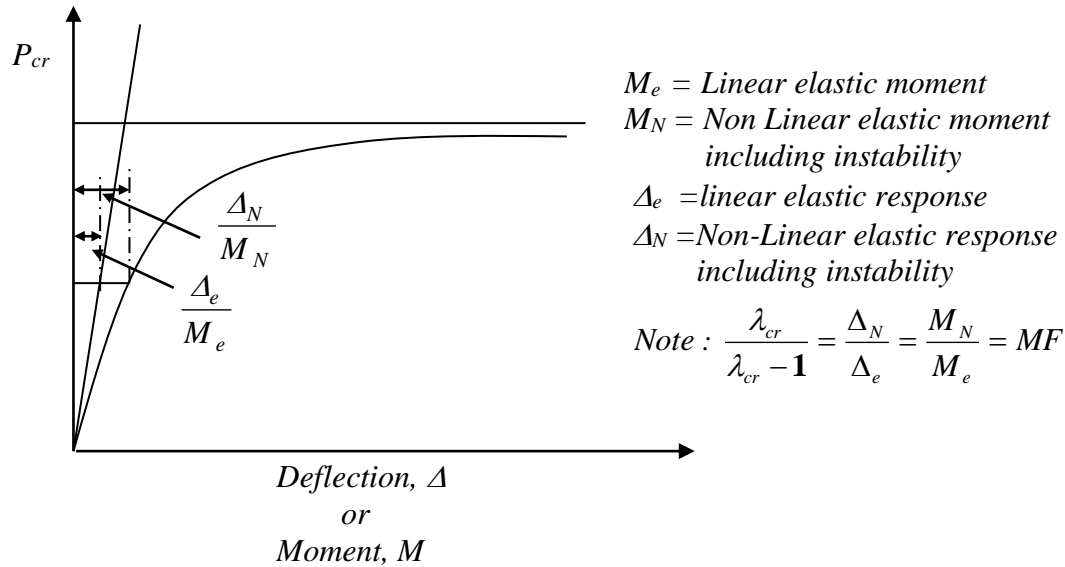 P_cr
M_e = Linear elastic moment
M_N = Non Linear elastic moment
including instability
Δ_e =linear elastic response
Δ_N =Non-Linear elastic response
including instability
Note : λ_cr / (λ_cr − 1) = Δ_N / Δ_e = M_N / M_e = MF
Δ_N / M_N
Δ_e / M_e
Deflection, Δ
or
Moment, M